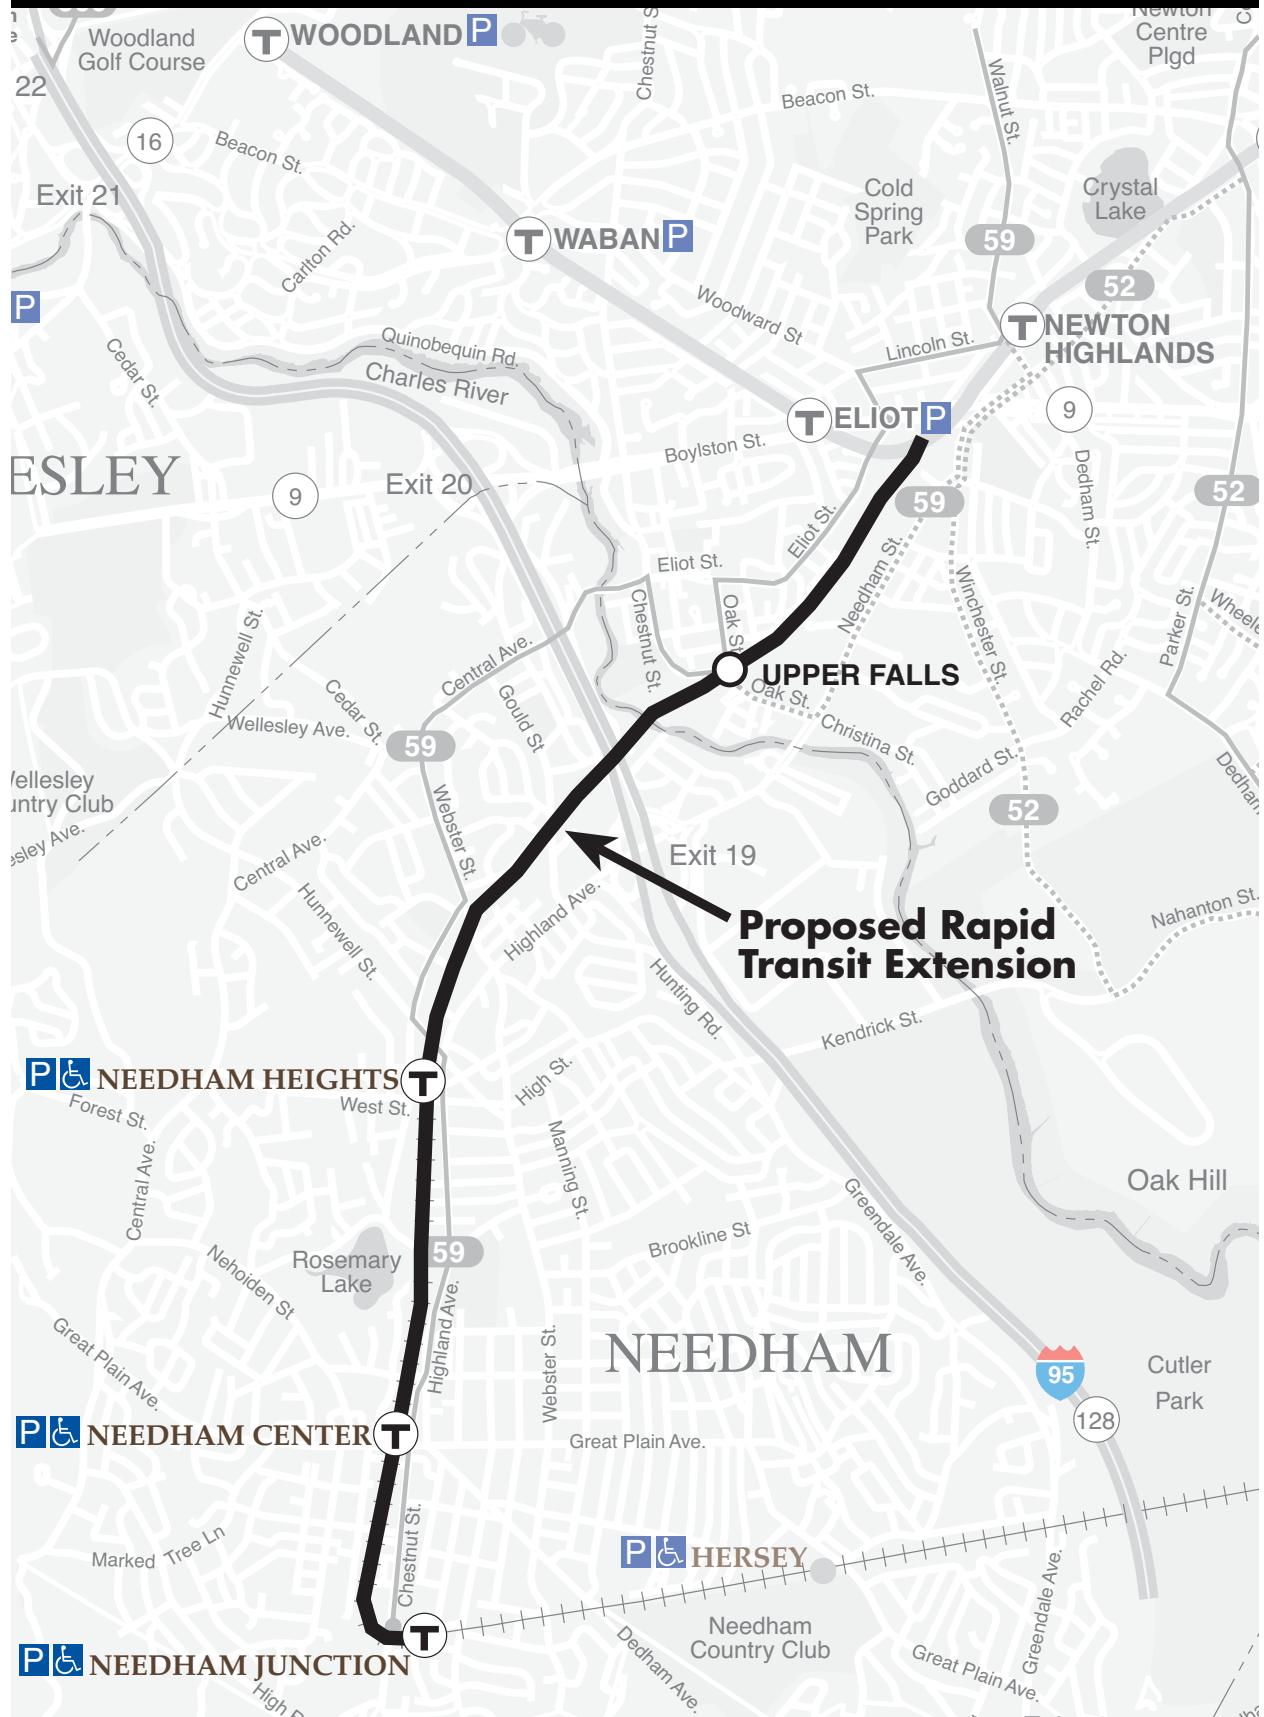 Woodland
Golf Course
T WOODLAND P
Chestnut S
Newton
Centre
Plgd
22
16
Beacon St.
Beacon St.
Walnut St.
Exit 21
Carlton Rd.
T WABAN P
Cold
Spring
Park
Crystal
Lake
59
52
P
Woodward St
Quinobequin Rd.
Charles River
Cedar St.
Lincoln St.
T NEWTON
HIGHLANDS
T ELIOT P
9
Boylston St.
ESLEY
Exit 20
9
Dedham St.
59
52
Eliot St.
Eliot St.
Needham St.
Winchester St.
Chestnut St.
Oak St.
Parker St.
Hunnewell St.
Central Ave.
UPPER FALLS
Oak St.
Rachel Rd.
Cedar St.
Gould St
Wellesley Ave.
59
Christina St.
Goddard St.
Dedham
ellesley
untry Club
esley Ave.
Webster St.
52
Central Ave.
Exit 19
Hunnewell St.
Highland Ave.
Proposed Rapid
Transit Extension
Nahanton St.
Hunting Rd.
Kendrick St.
P NEEDHAM HEIGHTS T
Forest St.
West St.
High St.
Central Ave.
Manning St.
Oak Hill
Greendale Ave.
Rosemary
Lake
59
Brookline St
Nehoiden St
Highland Ave.
Great Plain Ave.
Webster St.
NEEDHAM
95
Cutler
Park
128
P NEEDHAM CENTER T
Great Plain Ave.
Marked Tree Ln
Chestnut St.
P HERSEY
Greendale Ave.
Needham
Country Club
T
P NEEDHAM JUNCTION
Dedham Ave.
Great Plain Ave.
High